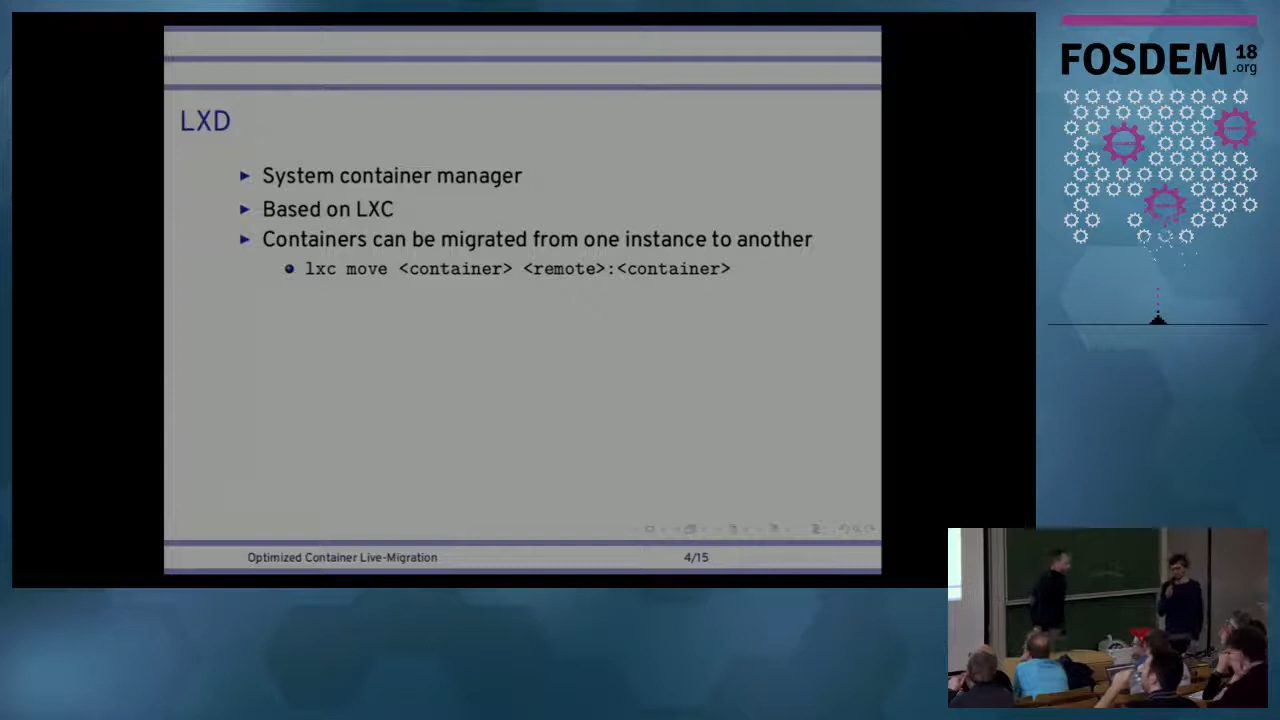 LXD
System container manager
Based on LXC
Containers can be migrated from one instance to another
lxc move <container> <remote>:<container>
Optimized Container Live-Migration 4/15
FOSDEM 18
.org